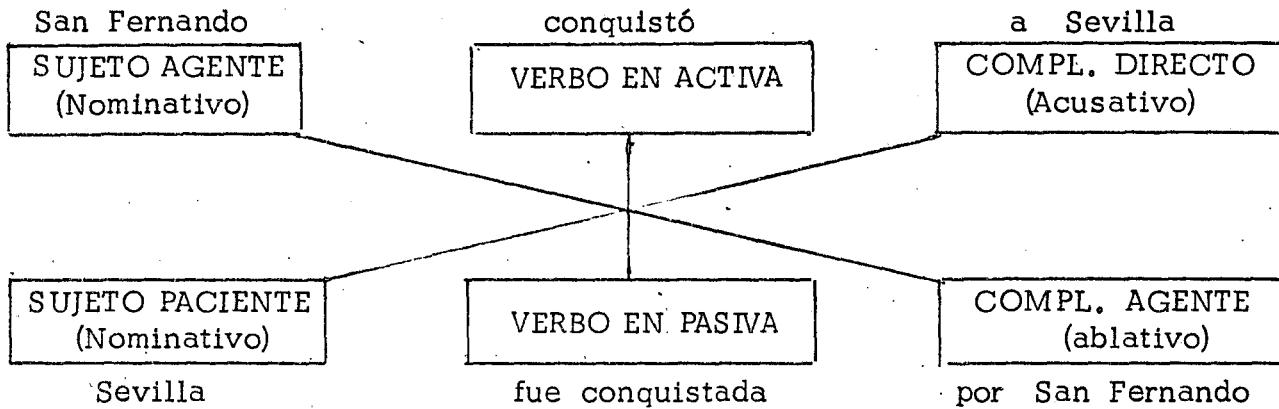 San Fernando conquistó a Sevilla
SUJETO AGENTE VERBO EN ACTIVA COMPL. DIRECTO
(Nominativo) (Acusativo)
SUJETO PACIENTE VERBO EN PASIVA COMPL. AGENTE
(Nominativo) (ablativo)
Sevilla fue conquistada por San Fernando